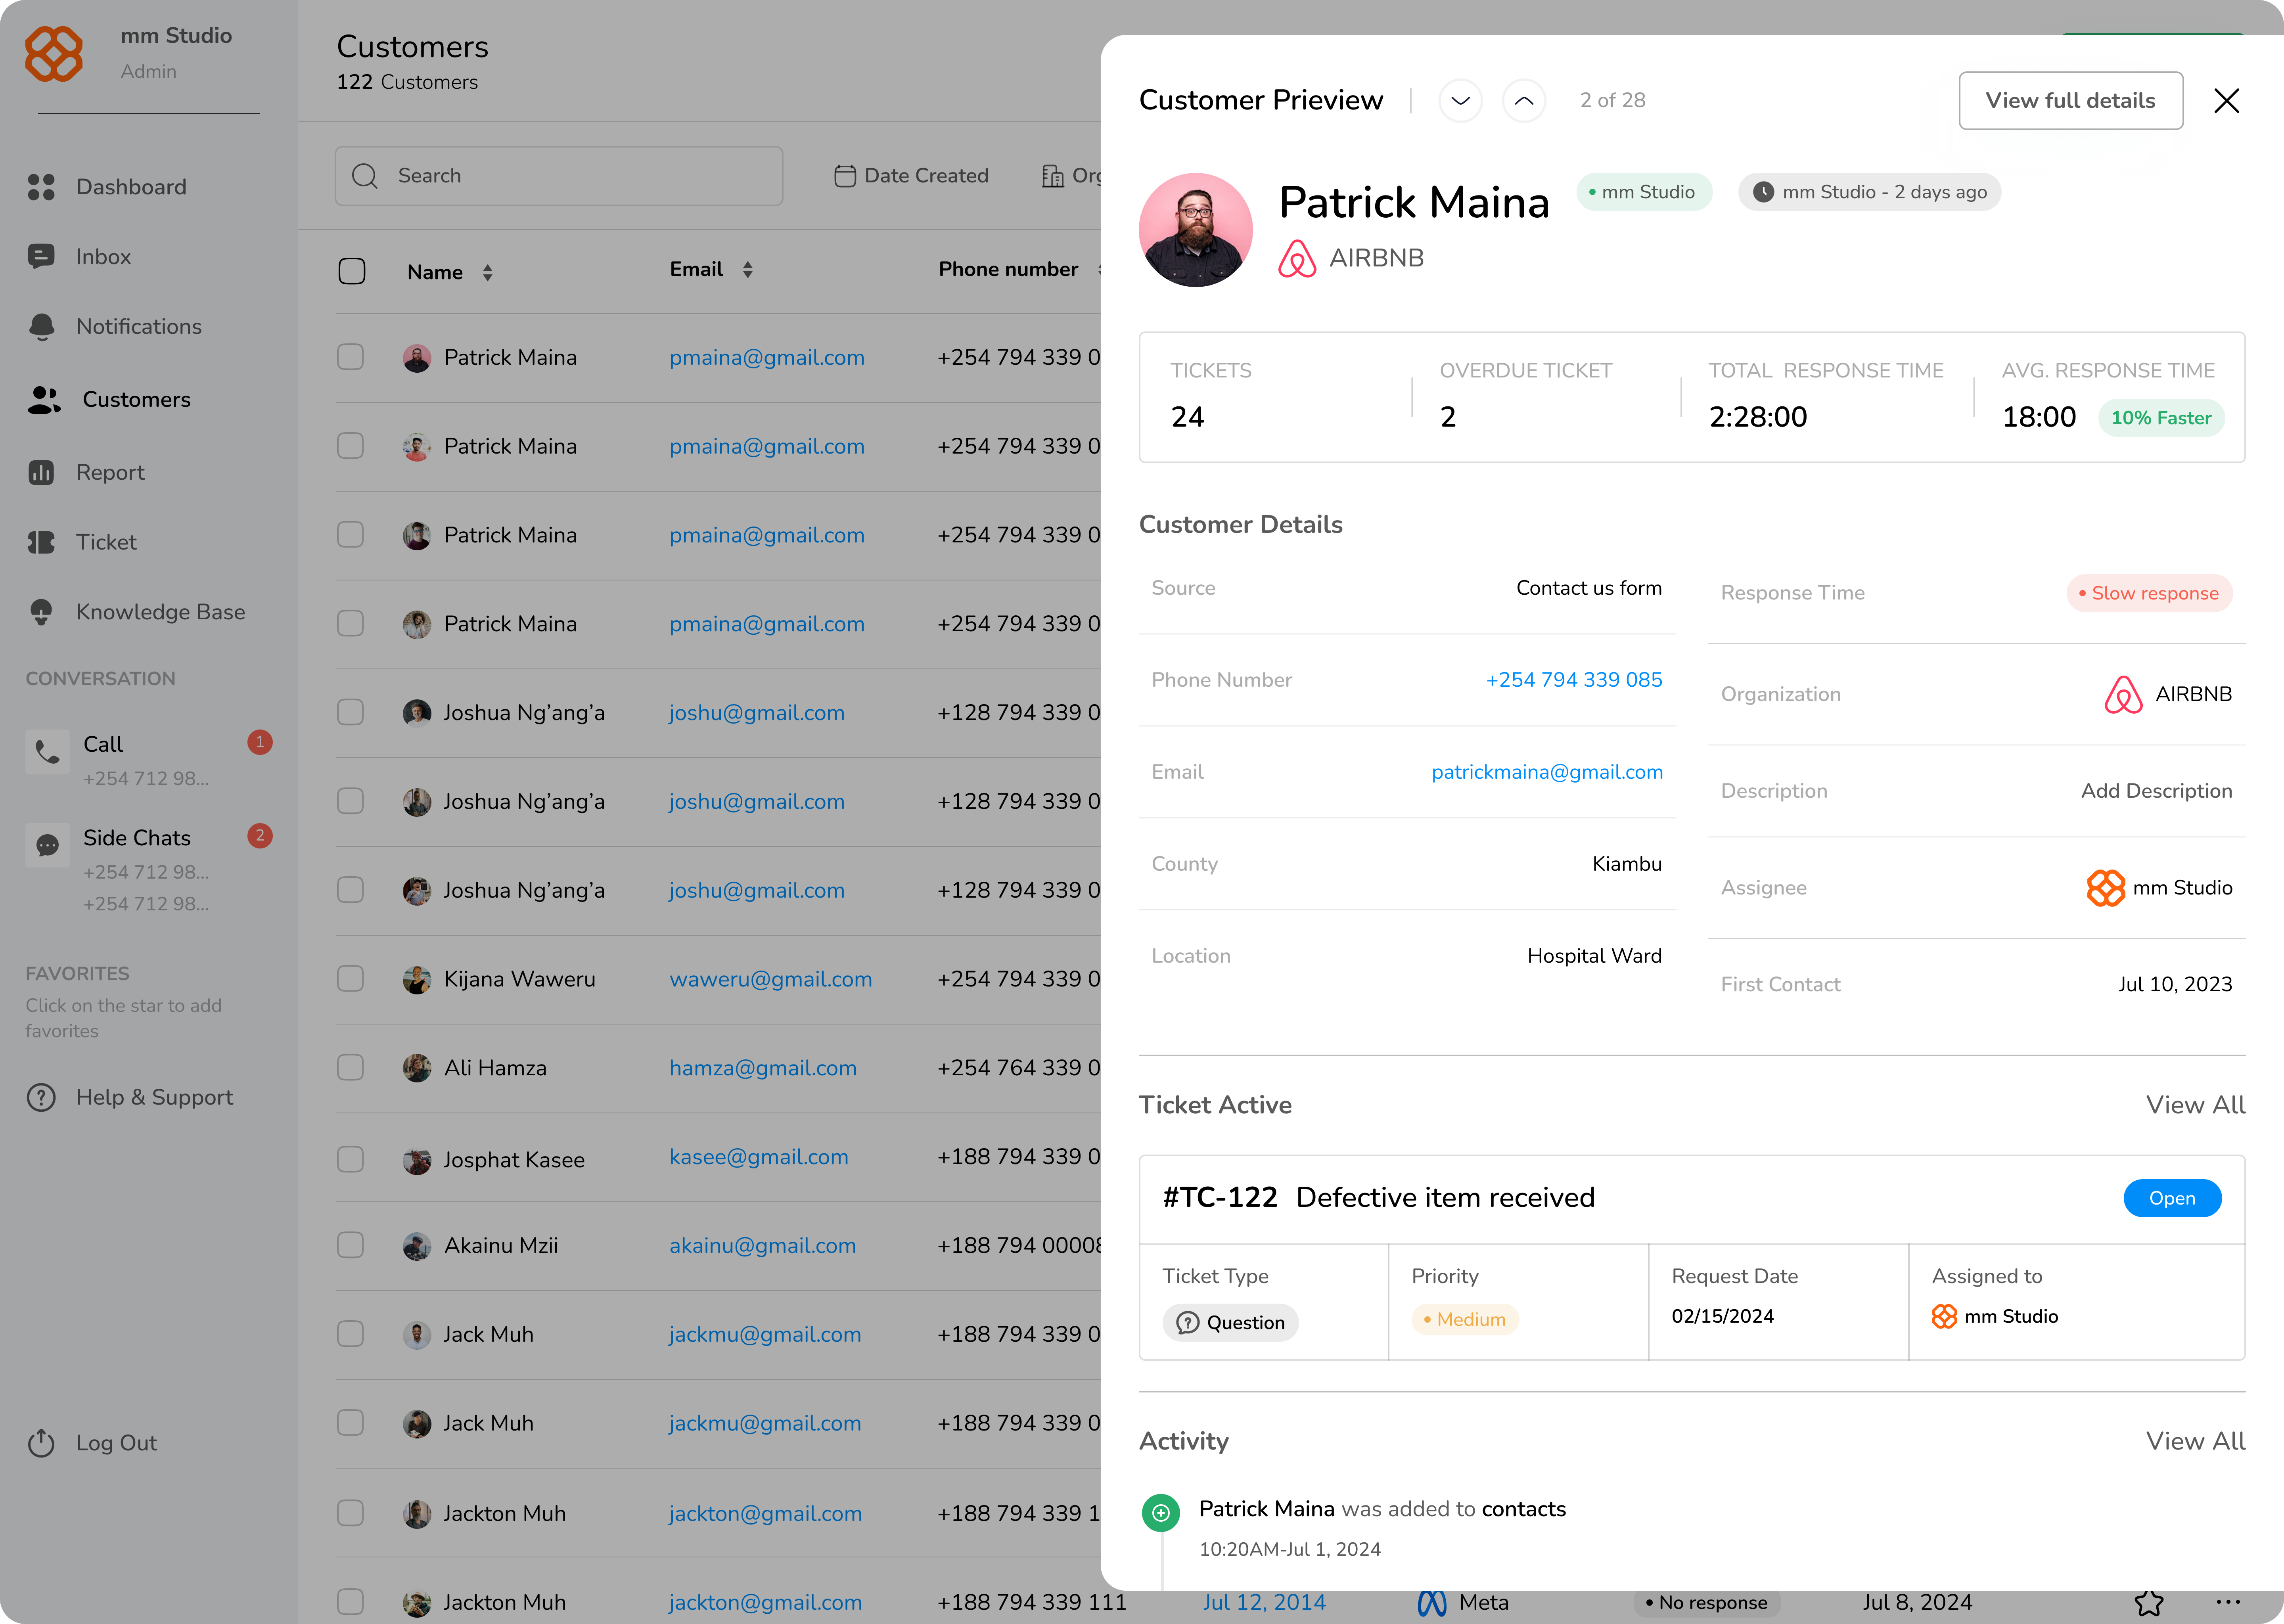 mm Studio
Admin
Dashboard
Inbox
Notifications
Customers
Report
Ticket
Knowledge Base
CONVERSATION
Call
1
+254 712 98...
Side Chats
2
+254 712 98...
+254 712 98...
FAVORITES
Click on the star to add
favorites
Help & Support
Log Out
Customers
122 Customers
Search
Date Created
Name
Email
Phone number
Patrick Maina pmaina@gmail.com +254 794 339 0
Patrick Maina pmaina@gmail.com +254 794 339 0
Patrick Maina pmaina@gmail.com +254 794 339 0
Patrick Maina pmaina@gmail.com +254 794 339 0
Joshua Ng’ang’a joshu@gmail.com +128 794 339 0
Joshua Ng’ang’a joshu@gmail.com +128 794 339 0
Joshua Ng’ang’a joshu@gmail.com +128 794 339 0
Kijana Waweru waweru@gmail.com +254 794 339 0
Ali Hamza hamza@gmail.com +254 764 339 0
Josphat Kasee kasee@gmail.com +188 794 339 0
Akainu Mzii akainu@gmail.com +188 794 00008
Jack Muh jackmu@gmail.com +188 794 339 0
Jack Muh jackmu@gmail.com +188 794 339 0
Jackton Muh jackton@gmail.com +188 794 339 1
Jackton Muh jackton@gmail.com +188 794 339 111 Jul 12, 2014 Meta • No response Jul 8, 2024
Customer Prieview
2 of 28
View full details
Patrick Maina
• mm Studio
mm Studio - 2 days ago
AIRBNB
TICKETS
24
OVERDUE TICKET
2
TOTAL RESPONSE TIME
2:28:00
AVG. RESPONSE TIME
18:00 10% Faster
Customer Details
Source Contact us form
Phone Number +254 794 339 085
Email patrickmaina@gmail.com
County Kiambu
Location Hospital Ward
Response Time • Slow response
Organization AIRBNB
Description Add Description
Assignee mm Studio
First Contact Jul 10, 2023
Ticket Active
View All
#TC-122 Defective item received
Open
Ticket Type
Question
Priority
• Medium
Request Date
02/15/2024
Assigned to
mm Studio
Activity
View All
Patrick Maina was added to contacts
10:20AM-Jul 1, 2024